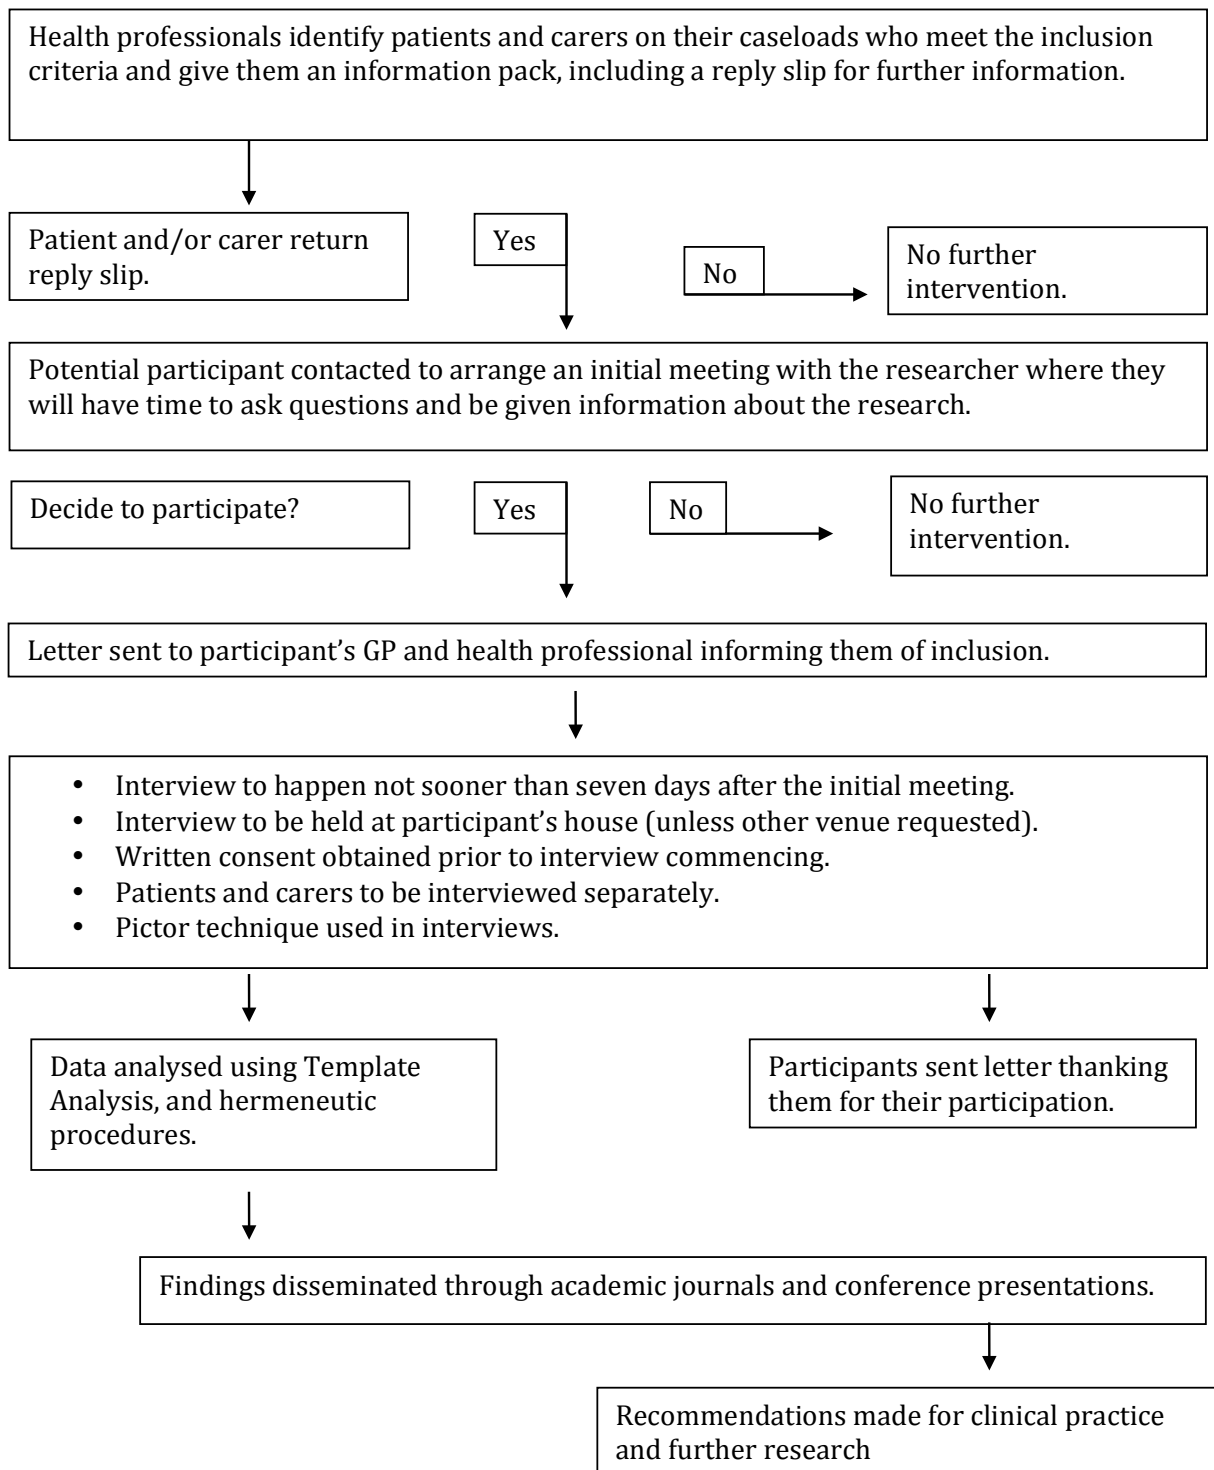 Health professionals identify patients and carers on their caseloads who meet the inclusion
criteria and give them an information pack, including a reply slip for further information.
Patient and/or carer return
reply slip.
Yes
No
No further
intervention.
Potential participant contacted to arrange an initial meeting with the researcher where they
will have time to ask questions and be given information about the research.
Decide to participate?
Yes
No
No further
intervention.
Letter sent to participant’s GP and health professional informing them of inclusion.
• Interview to happen not sooner than seven days after the initial meeting.
• Interview to be held at participant’s house (unless other venue requested).
• Written consent obtained prior to interview commencing.
• Patients and carers to be interviewed separately.
• Pictor technique used in interviews.
Data analysed using Template
Analysis, and hermeneutic
procedures.
Participants sent letter thanking
them for their participation.
Findings disseminated through academic journals and conference presentations.
Recommendations made for clinical practice
and further research